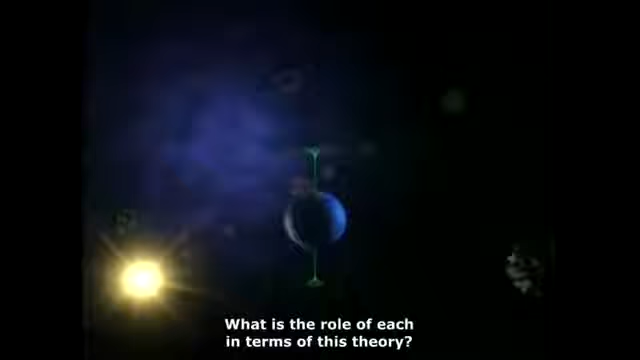 What is the role of each
in terms of this theory?